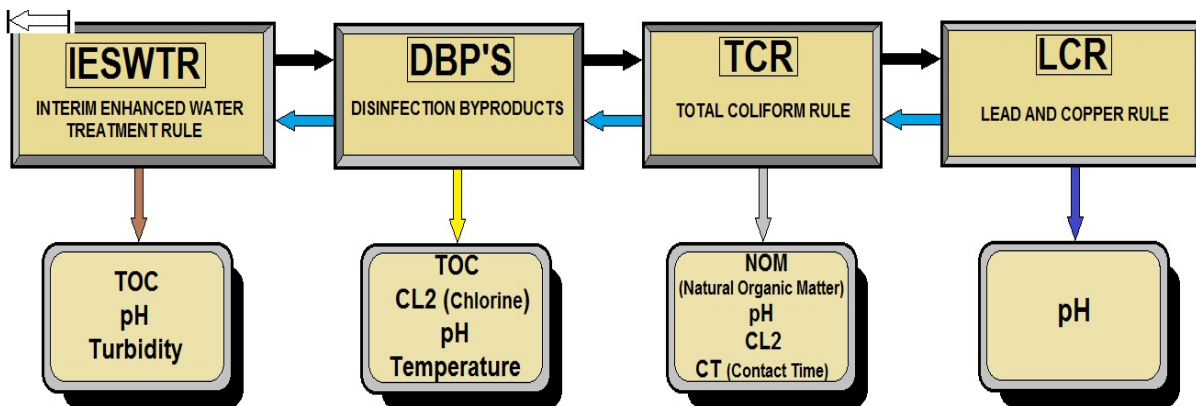 IESWTR
INTERIM ENHANCED WATER
TREATMENT RULE
DBP'S
DISINFECTION BYPRODUCTS
TCR
TOTAL COLIFORM RULE
LCR
LEAD AND COPPER RULE
TOC
pH
Turbidity
TOC
CL2 (Chlorine)
pH
Temperature
NOM
(Natural Organic Matter)
pH
CL2
CT (Contact Time)
pH